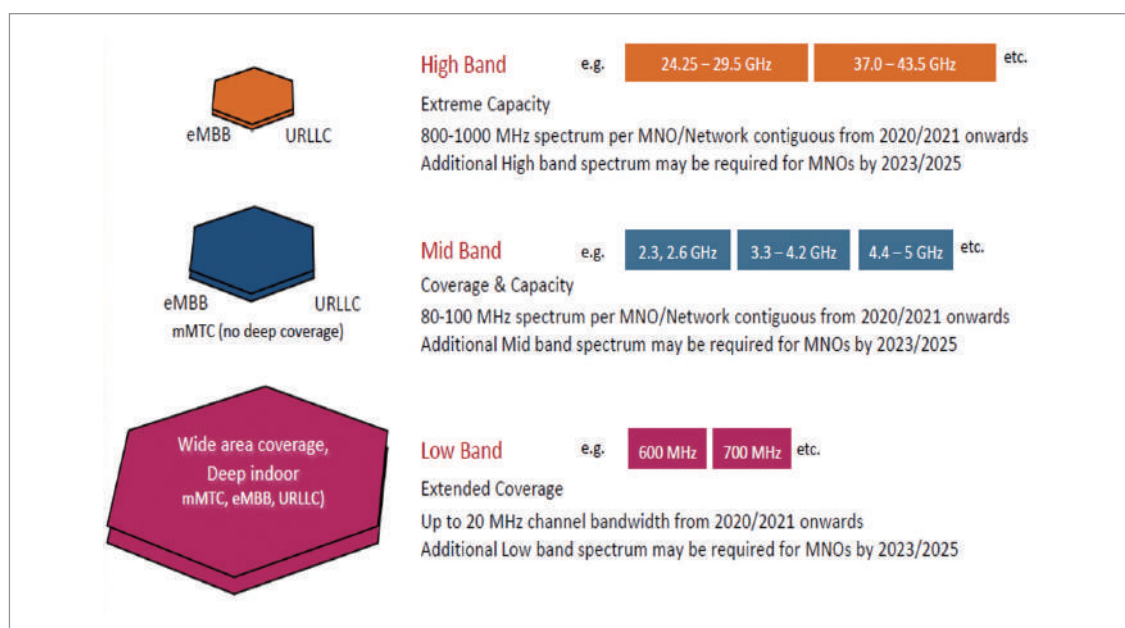 High Band e.g. 24.25 – 29.5 GHz 37.0 – 43.5 GHz etc.
Extreme Capacity
eMBB URLLC
800-1000 MHz spectrum per MNO/Network contiguous from 2020/2021 onwards
Additional High band spectrum may be required for MNOs by 2023/2025
Mid Band e.g. 2.3, 2.6 GHz 3.3 – 4.2 GHz 4.4 – 5 GHz etc.
Coverage & Capacity
eMBB URLLC
mMTC (no deep coverage)
80-100 MHz spectrum per MNO/Network contiguous from 2020/2021 onwards
Additional Mid band spectrum may be required for MNOs by 2023/2025
Wide area coverage,
Deep indoor
mMTC, eMBB, URLLC)
Low Band e.g. 600 MHz 700 MHz etc.
Extended Coverage
Up to 20 MHz channel bandwidth from 2020/2021 onwards
Additional Low band spectrum may be required for MNOs by 2023/2025